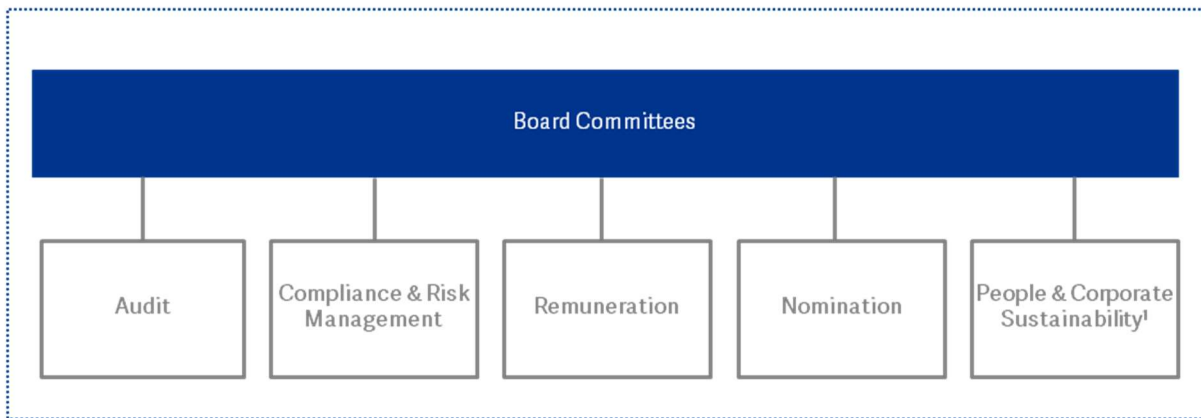 Board Committees
Audit
Compliance & Risk
Management
Remuneration
Nomination
People & Corporate
Sustainability¹